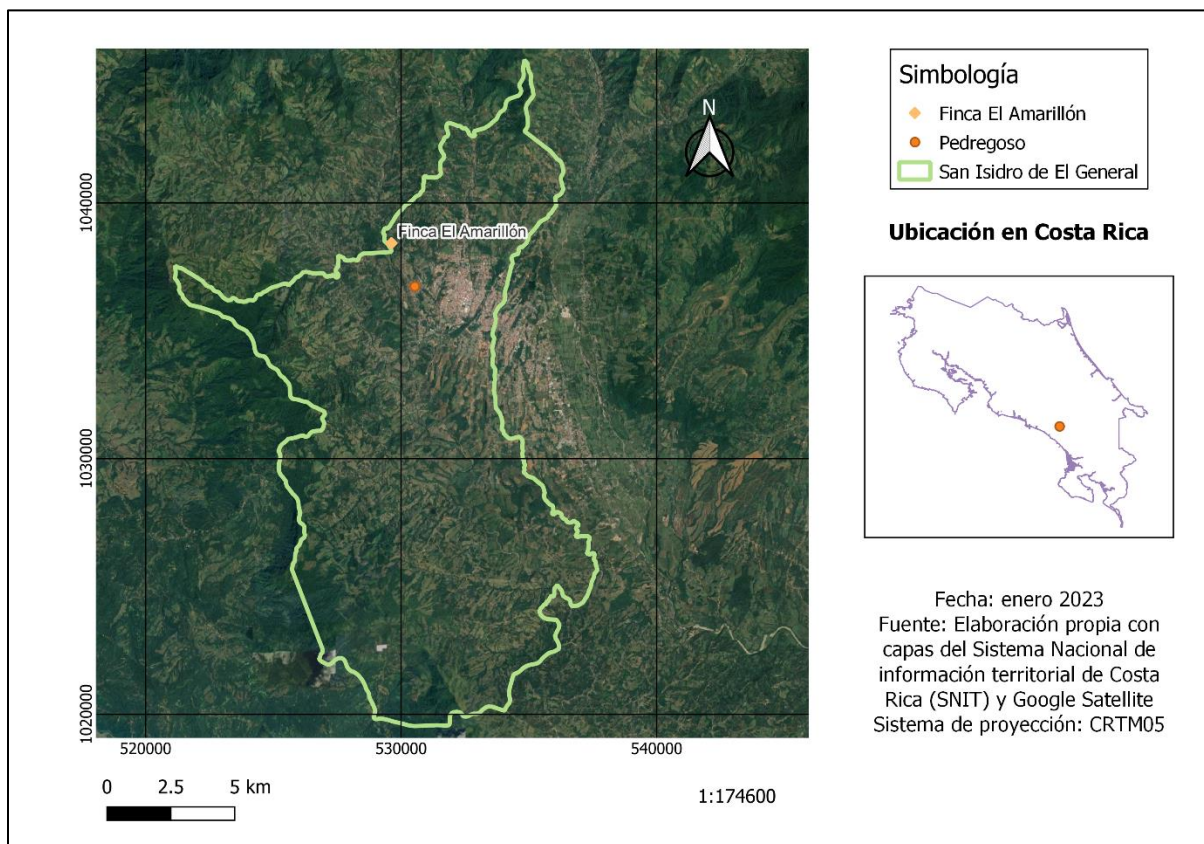 Simbología
Finca El Amarillón
Pedregoso
San Isidro de El General
N
Finca El Amarillón
1040000
1030000
1020000
520000
530000
540000
0 2.5 5 km
1:174600
Ubicación en Costa Rica
Fecha: enero 2023
Fuente: Elaboración propia con
capas del Sistema Nacional de
información territorial de Costa
Rica (SNIT) y Google Satellite
Sistema de proyección: CRTM05